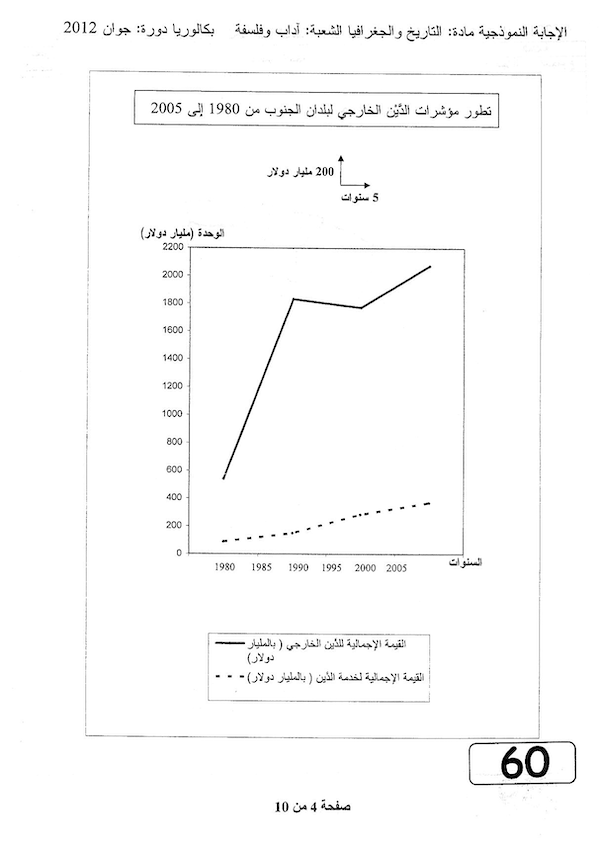 الإجابة النموذجية مادة: التاريخ والجغرافيا الشعبة: آداب وفلسفة بكالوريا دورة: جوان 2012
تطور مؤشرات الدَّيْن الخارجي لبلدان الجنوب من 1980 إلى 2005
200 مليار دولار
5 سنوات
الوحدة (مليار دولار)
2200
2000
1800
1600
1400
1200
1000
800
600
400
200
0
1980 1985 1990 1995 2000 2005
السنوات
القيمة الإجمالية للدَّين الخارجي ( بالمليار
دولار)
القيمة الإجمالية لخدمة الدَّين ( بالمليار دولار)
60
صفحة 4 من 10